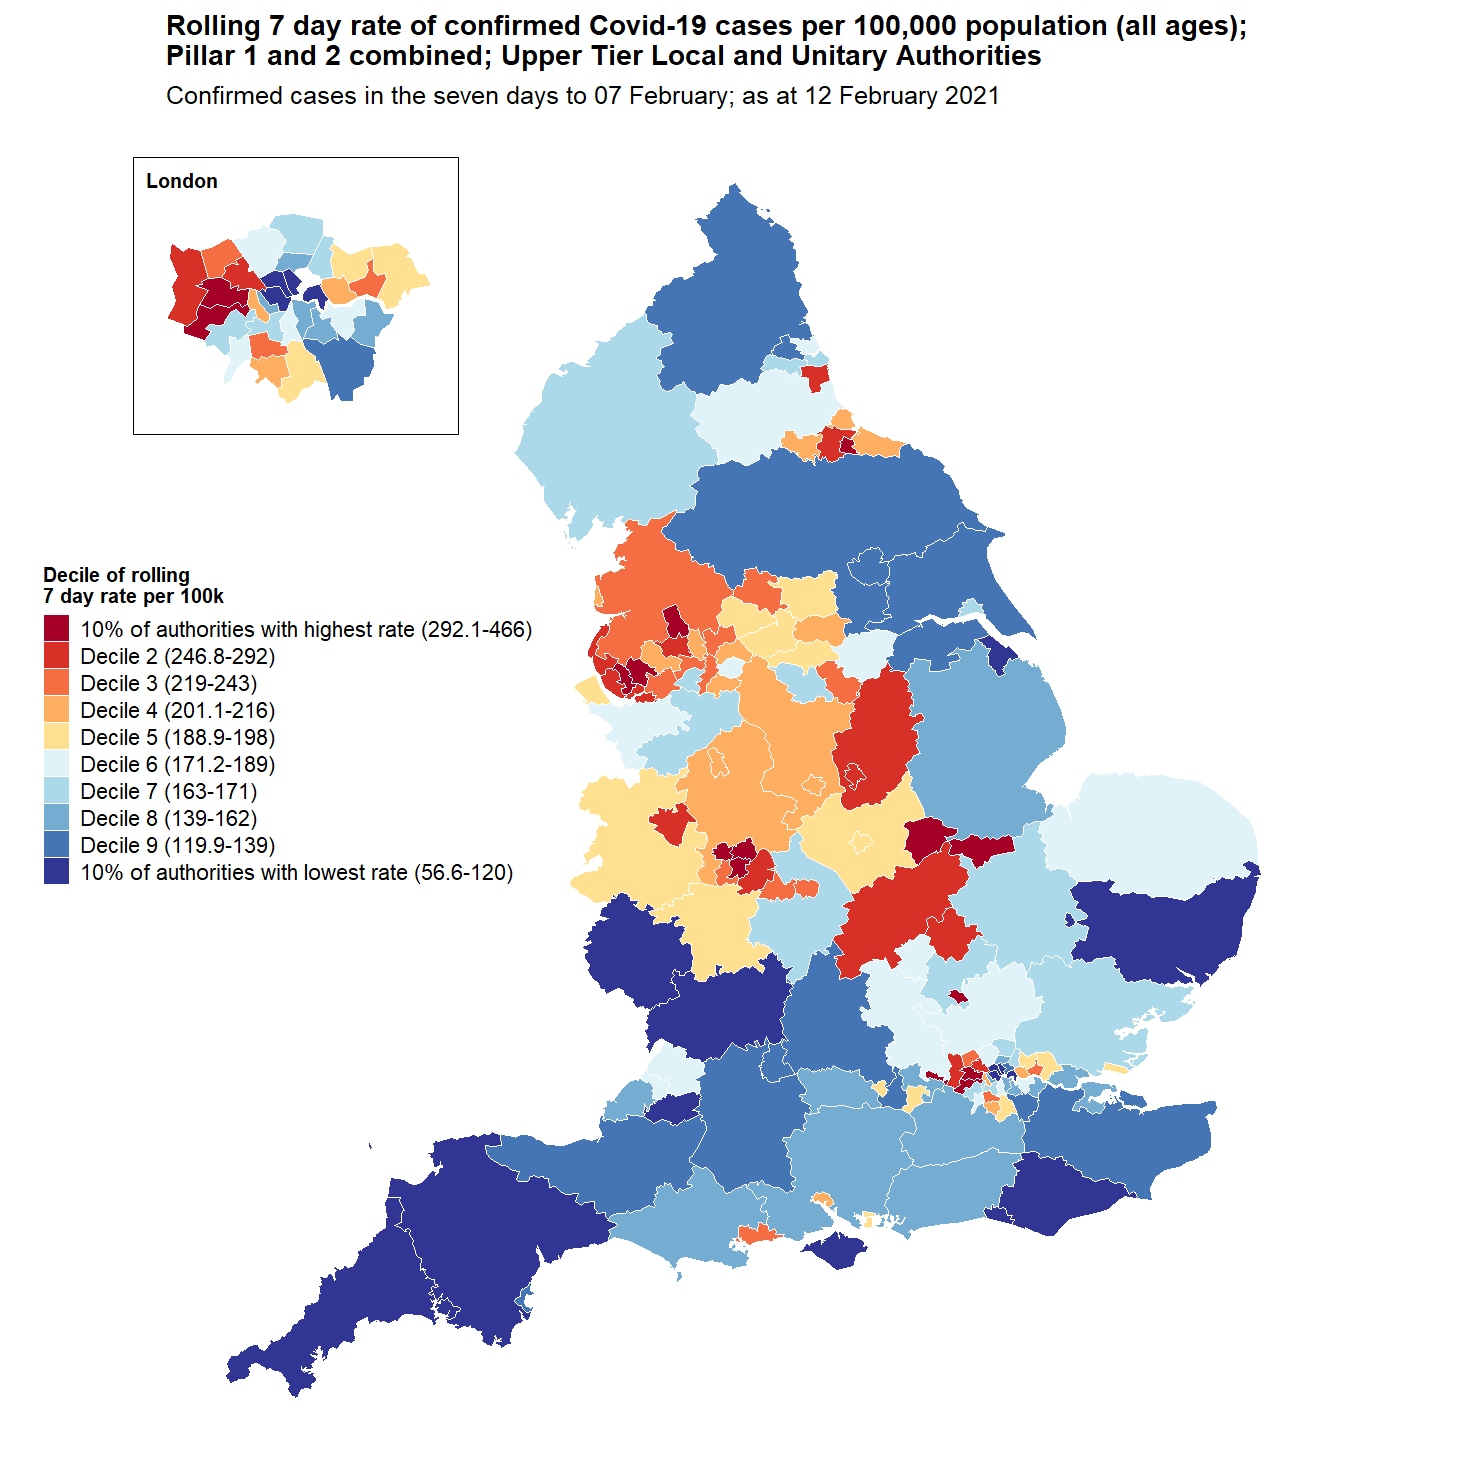 Rolling 7 day rate of confirmed Covid-19 cases per 100,000 population (all ages);
Pillar 1 and 2 combined; Upper Tier Local and Unitary Authorities
Confirmed cases in the seven days to 07 February; as at 12 February 2021
London
Decile of rolling
7 day rate per 100k
10% of authorities with highest rate (292.1-466)
Decile 2 (246.8-292)
Decile 3 (219-243)
Decile 4 (201.1-216)
Decile 5 (188.9-198)
Decile 6 (171.2-189)
Decile 7 (163-171)
Decile 8 (139-162)
Decile 9 (119.9-139)
10% of authorities with lowest rate (56.6-120)